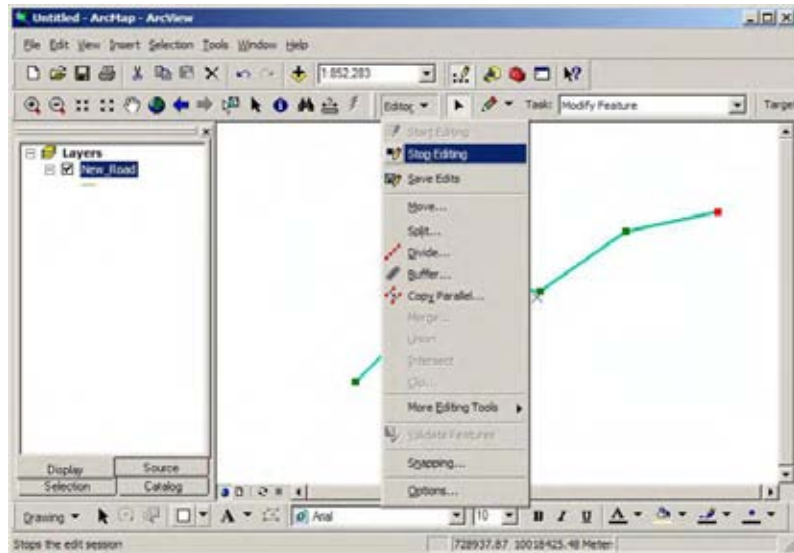 Untitled - ArcMap - ArcView
File Edit View Insert Selection Tools Window Help
1:852,283
Editor Task: Modify Feature Target
Start Editing
Stop Editing
Save Edits
Move...
Split...
Divide...
Buffer...
Copy Parallel...
Merge...
Union
Intersect
Clip...
More Editing Tools
Validate Features
Snapping...
Options...
Layers
New_Road
Display Source
Selection Catalog
Drawing A Arial 10 B I U A
Stops the edit session 728937.87 10018425.48 Meter